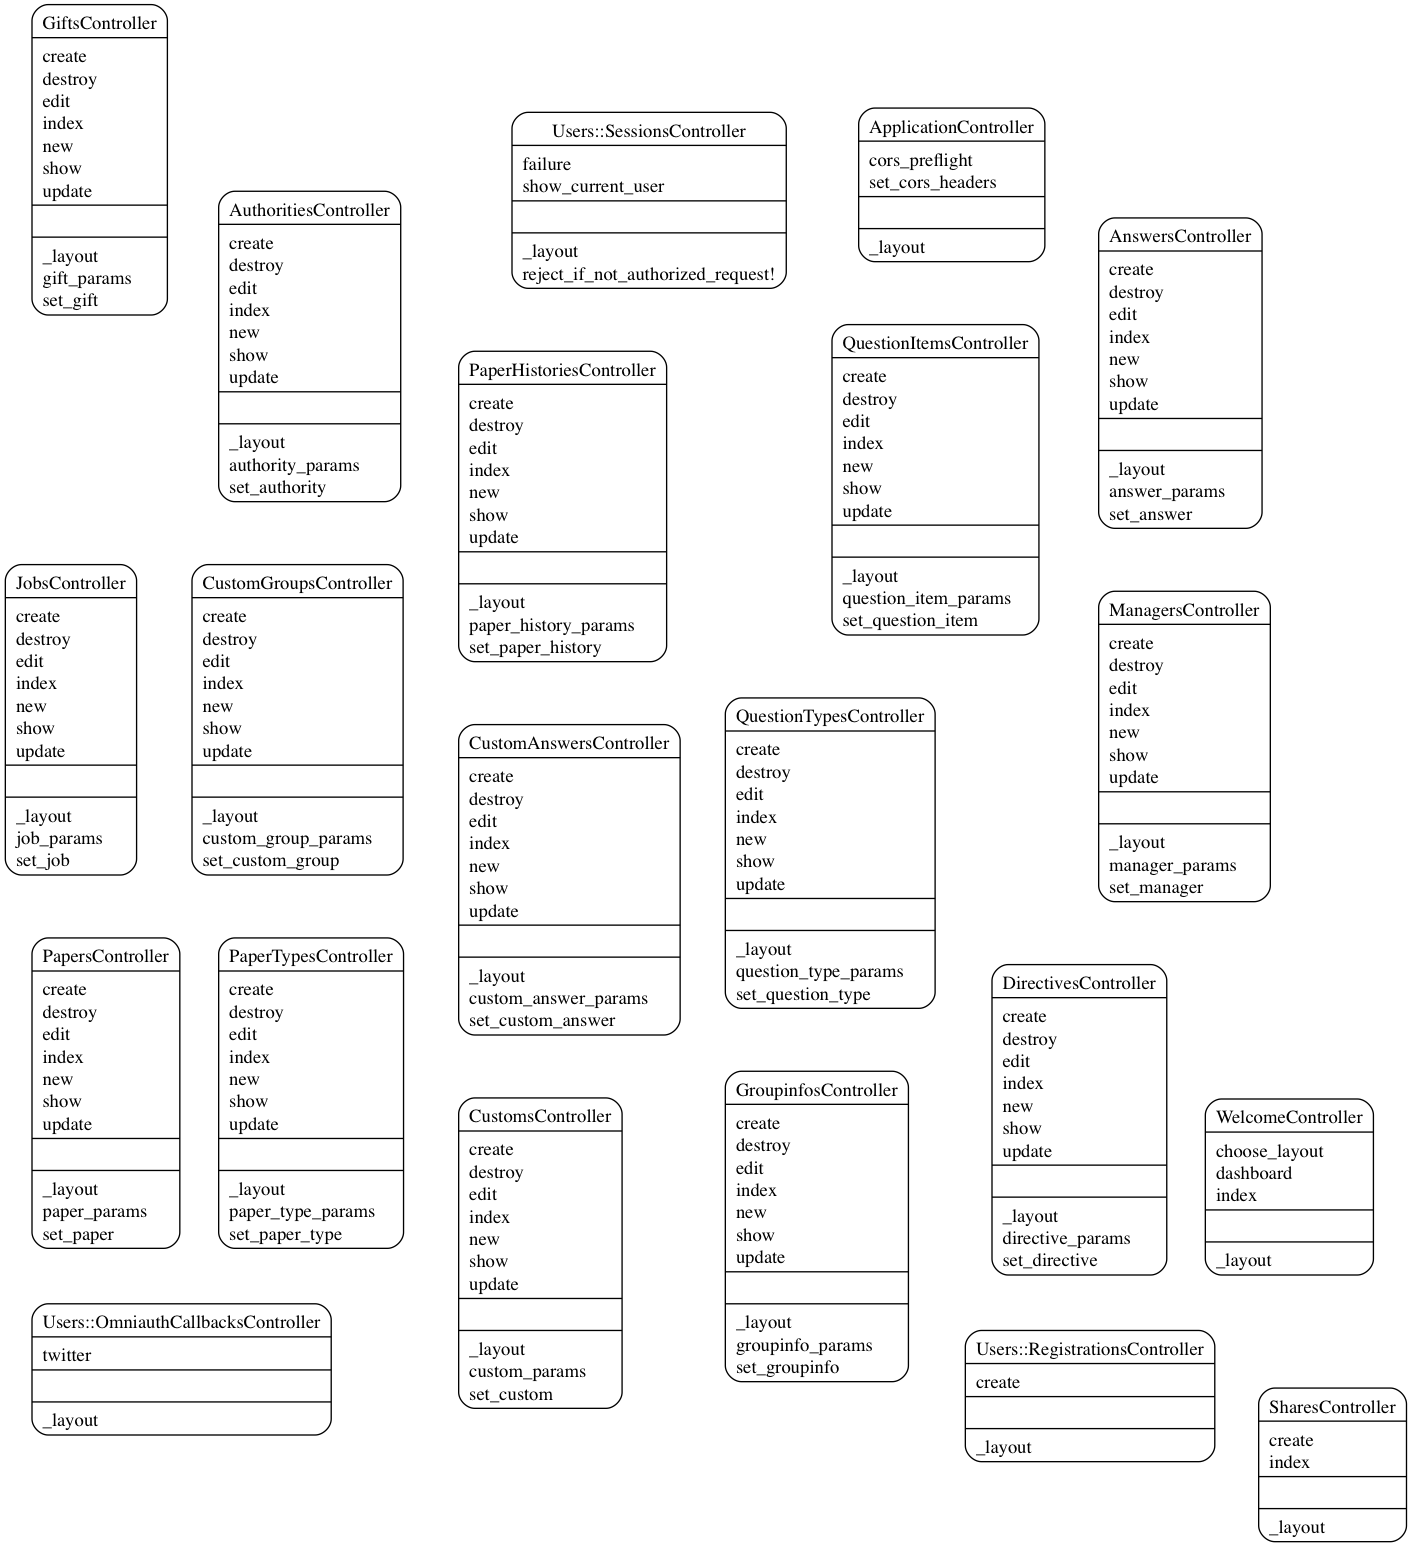 GiftsController
create
destroy
edit
index
new
show
update
_layout
gift_params
set_gift
AuthoritiesController
create
destroy
edit
index
new
show
update
_layout
authority_params
set_authority
Users::SessionsController
failure
show_current_user
_layout
reject_if_not_authorized_request!
ApplicationController
cors_preflight
set_cors_headers
_layout
AnswersController
create
destroy
edit
index
new
show
update
_layout
answer_params
set_answer
PaperHistoriesController
create
destroy
edit
index
new
show
update
_layout
paper_history_params
set_paper_history
QuestionItemsController
create
destroy
edit
index
new
show
update
_layout
question_item_params
set_question_item
JobsController
create
destroy
edit
index
new
show
update
_layout
job_params
set_job
CustomGroupsController
create
destroy
edit
index
new
show
update
_layout
custom_group_params
set_custom_group
ManagersController
create
destroy
edit
index
new
show
update
_layout
manager_params
set_manager
CustomAnswersController
create
destroy
edit
index
new
show
update
_layout
custom_answer_params
set_custom_answer
QuestionTypesController
create
destroy
edit
index
new
show
update
_layout
question_type_params
set_question_type
PapersController
create
destroy
edit
index
new
show
update
_layout
paper_params
set_paper
PaperTypesController
create
destroy
edit
index
new
show
update
_layout
paper_type_params
set_paper_type
DirectivesController
create
destroy
edit
index
new
show
update
_layout
directive_params
set_directive
CustomsController
create
destroy
edit
index
new
show
update
_layout
custom_params
set_custom
GroupinfosController
create
destroy
edit
index
new
show
update
_layout
groupinfo_params
set_groupinfo
WelcomeController
choose_layout
dashboard
index
_layout
Users::OmniauthCallbacksController
twitter
_layout
Users::RegistrationsController
create
_layout
SharesController
create
index
_layout